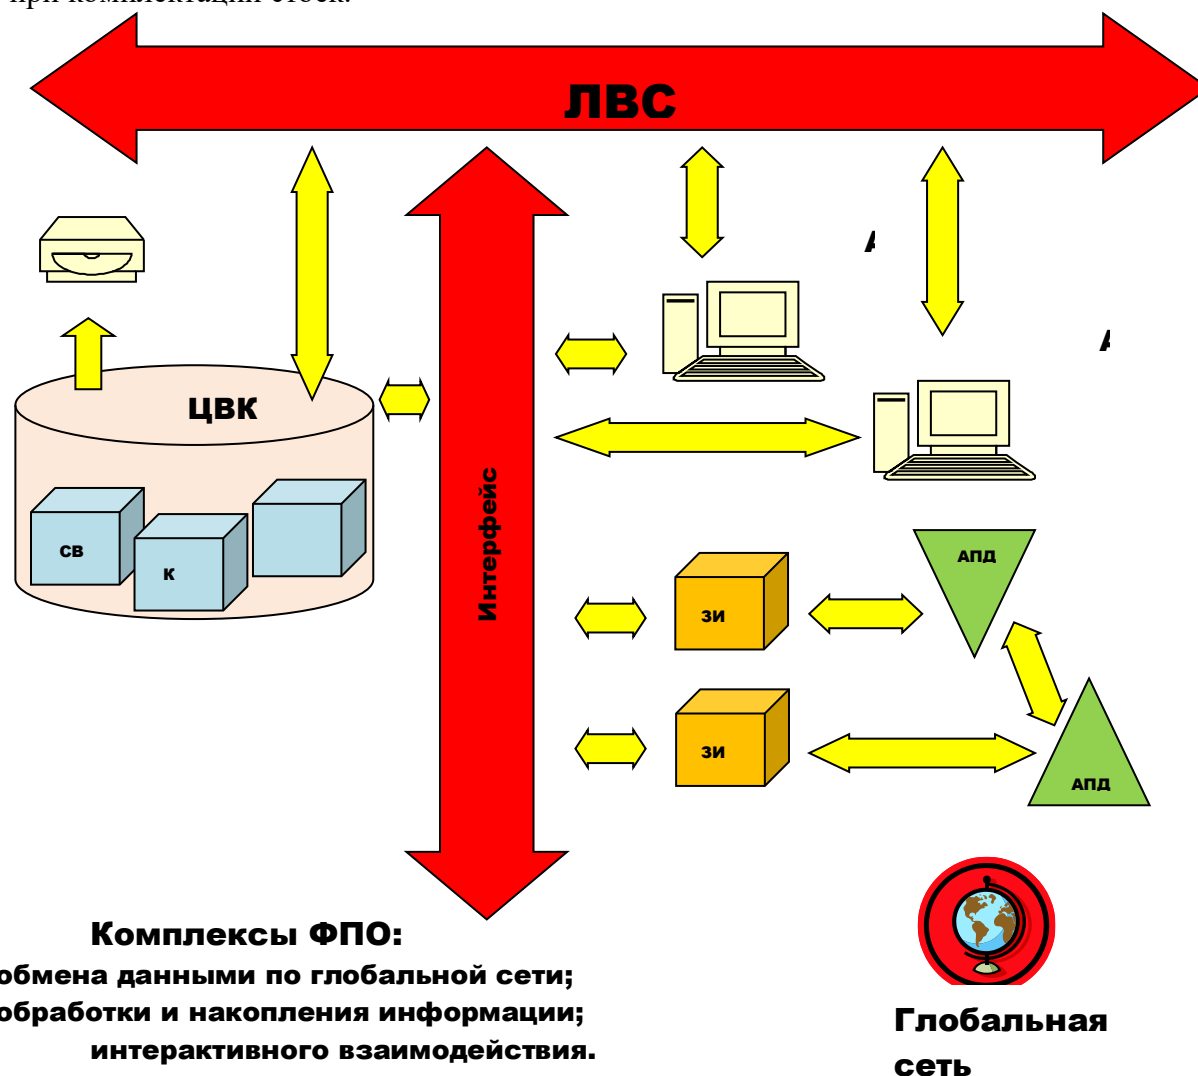 ЛВС
ЦВК
СВ
К
Интерфейс
АПД
ЗИ
ЗИ
АПД
Комплексы ФПО:
обмена данными по глобальной сети;
обработки и накопления информации;
интерактивного взаимодействия.
Глобальная
сеть